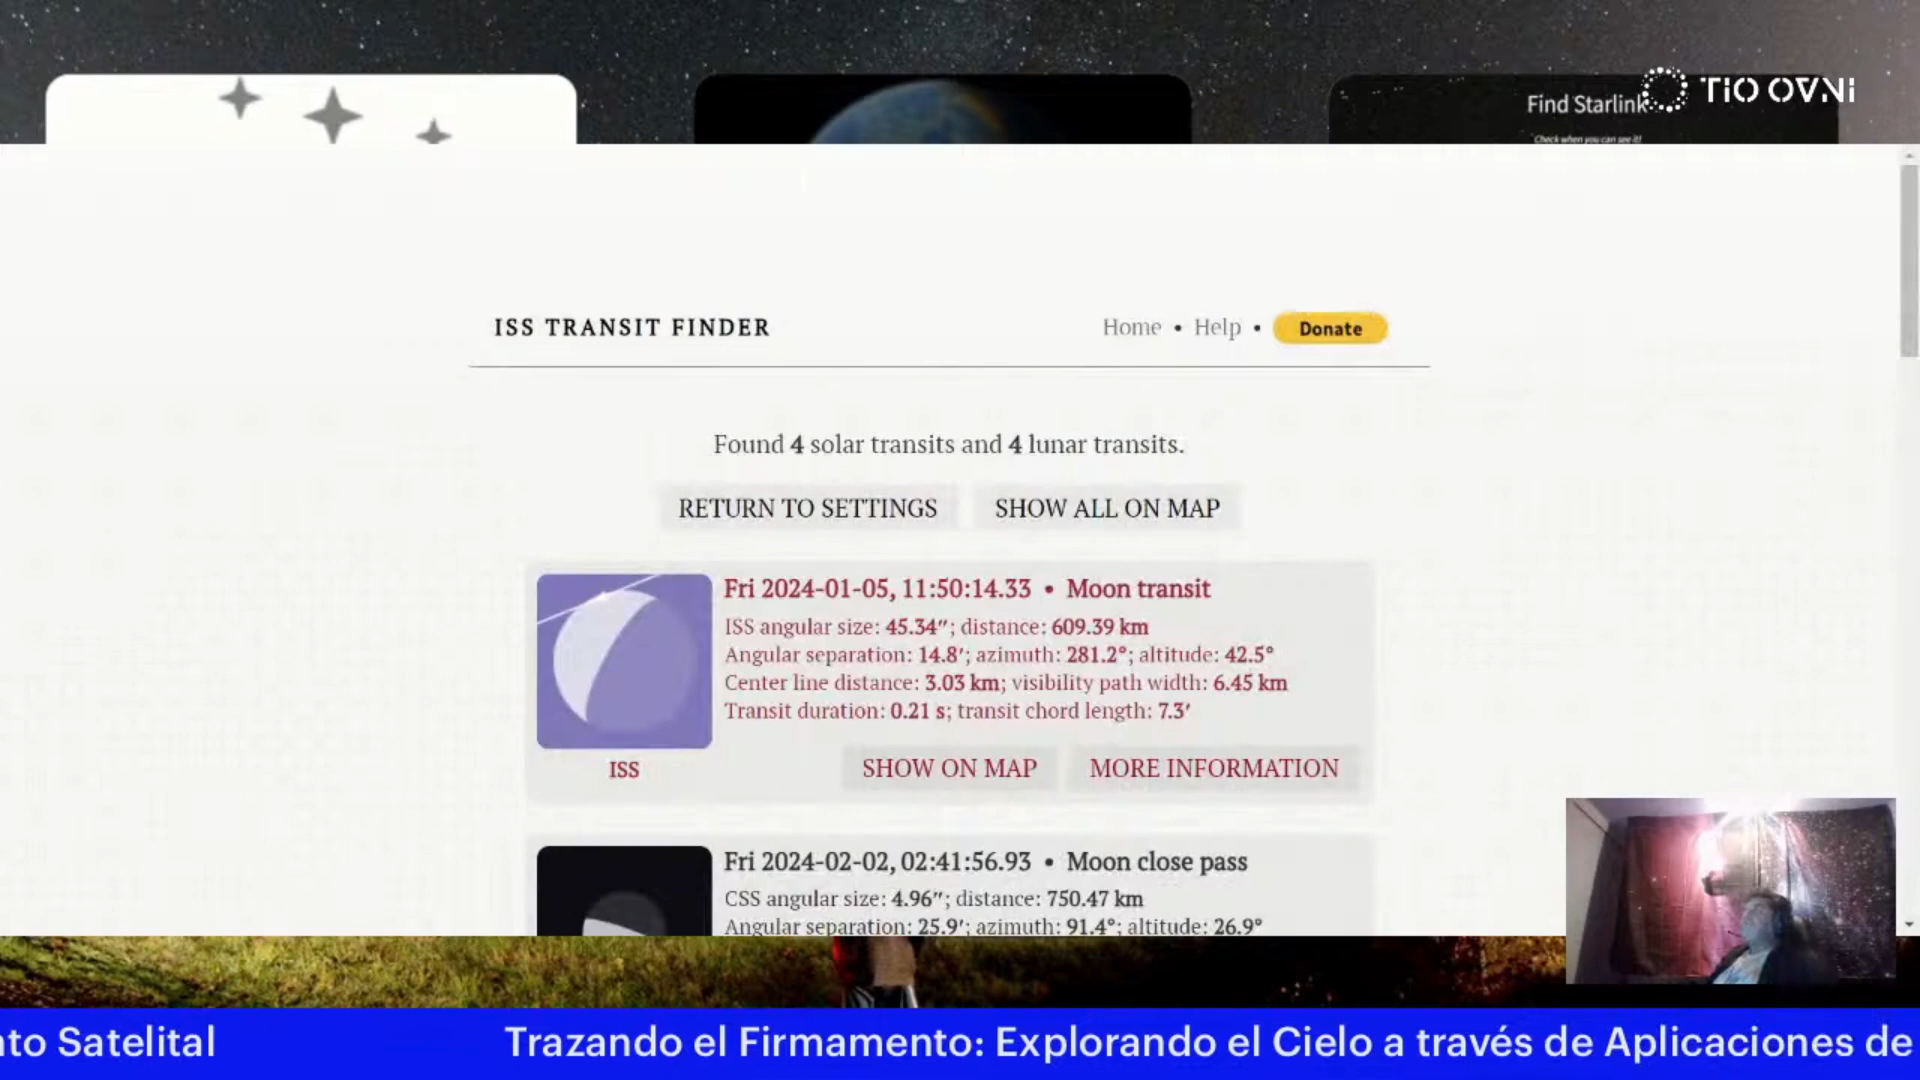 Find Starlink
TIO OVNI
Check when you can see it!
ISS TRANSIT FINDER
Home • Help • Donate
Found 4 solar transits and 4 lunar transits.
RETURN TO SETTINGS SHOW ALL ON MAP
Fri 2024-01-05, 11:50:14.33 • Moon transit
ISS angular size: 45.34″; distance: 609.39 km
Angular separation: 14.8′; azimuth: 281.2°; altitude: 42.5°
Center line distance: 3.03 km; visibility path width: 6.45 km
Transit duration: 0.21 s; transit chord length: 7.3′
ISS SHOW ON MAP MORE INFORMATION
Fri 2024-02-02, 02:41:56.93 • Moon close pass
CSS angular size: 4.96″; distance: 750.47 km
Angular separation: 25.9′; azimuth: 91.4°; altitude: 26.9°
nto Satelital Trazando el Firmamento: Explorando el Cielo a través de Aplicaciones de